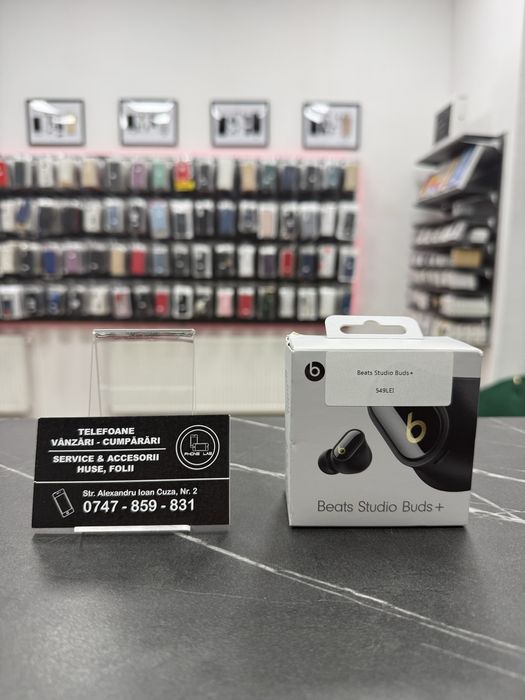 TELEFOANE
VÂNZĂRI - CUMPĂRĂRI
SERVICE & ACCESORII
HUSE, FOLII
PHONE LAB
Str. Alexandru Ioan Cuza, Nr. 2
0747 - 859 - 831
Beats Studio Buds+
549LEI
Beats Studio Buds +